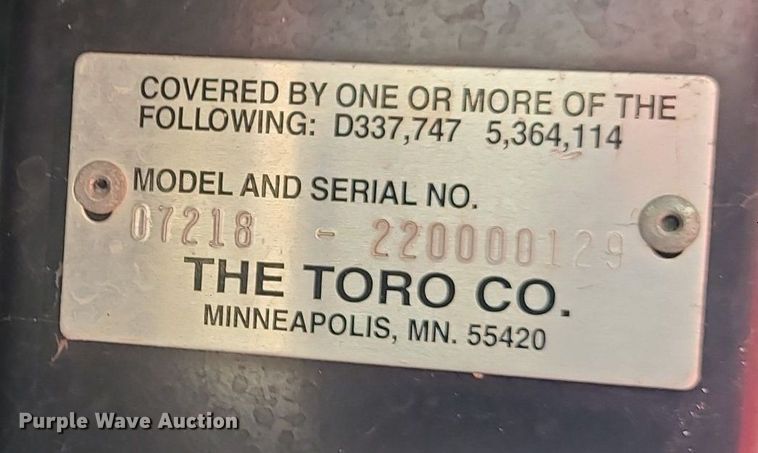 COVERED BY ONE OR MORE OF THE
FOLLOWING: D337,747 5,364,114
MODEL AND SERIAL NO.
07218 - 220000129
THE TORO CO.
MINNEAPOLIS, MN. 55420
Purple Wave Auction